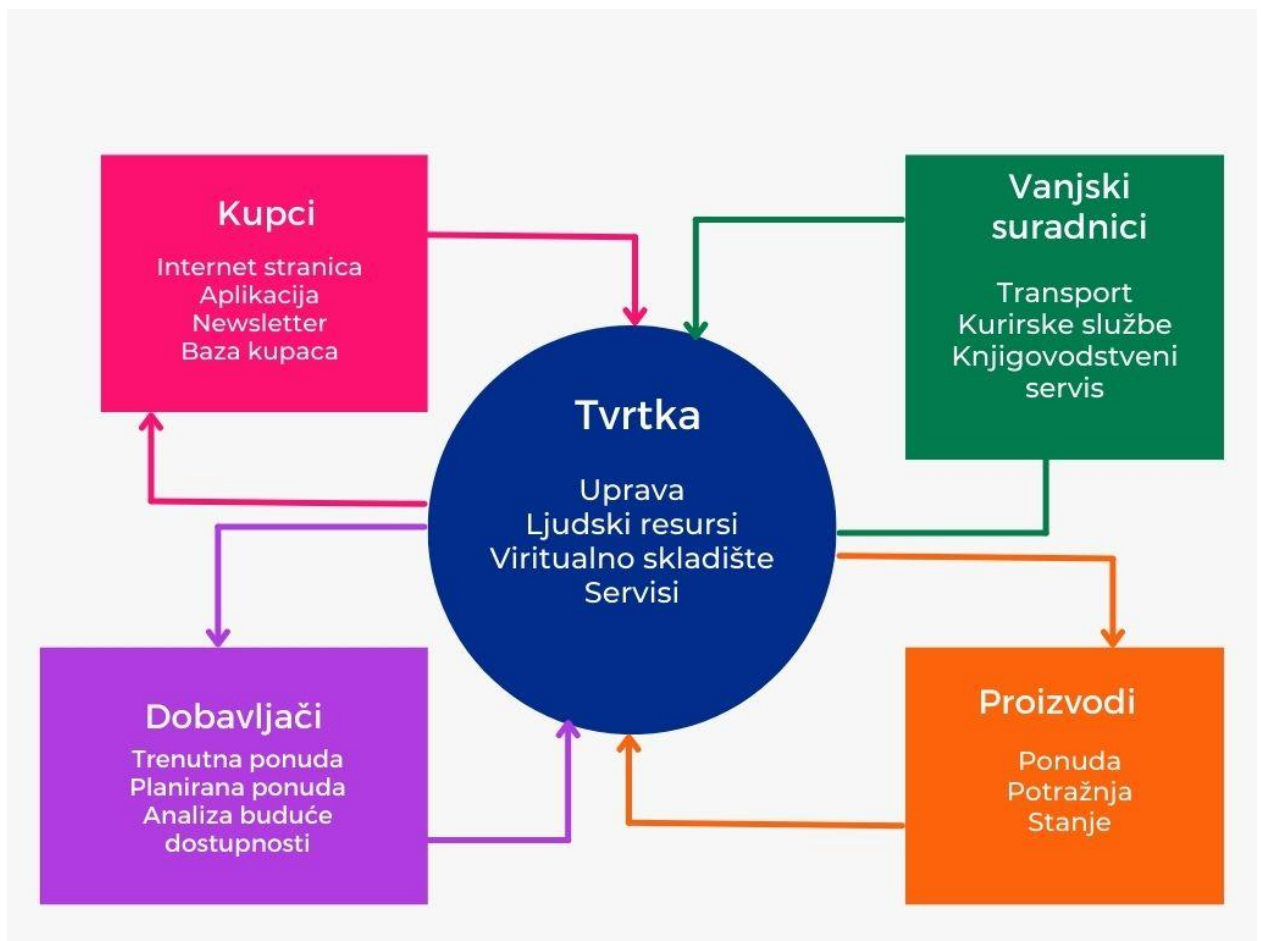 Kupci
Internet stranica
Aplikacija
Newsletter
Baza kupaca
Vanjski
suradnici
Transport
Kurirske službe
Knjigovodstveni
servis
Tvrtka
Uprava
Ljudski resursi
Viritualno skladište
Servisi
Dobavljači
Trenutna ponuda
Planirana ponuda
Analiza buduće
dostupnosti
Proizvodi
Ponuda
Potražnja
Stanje